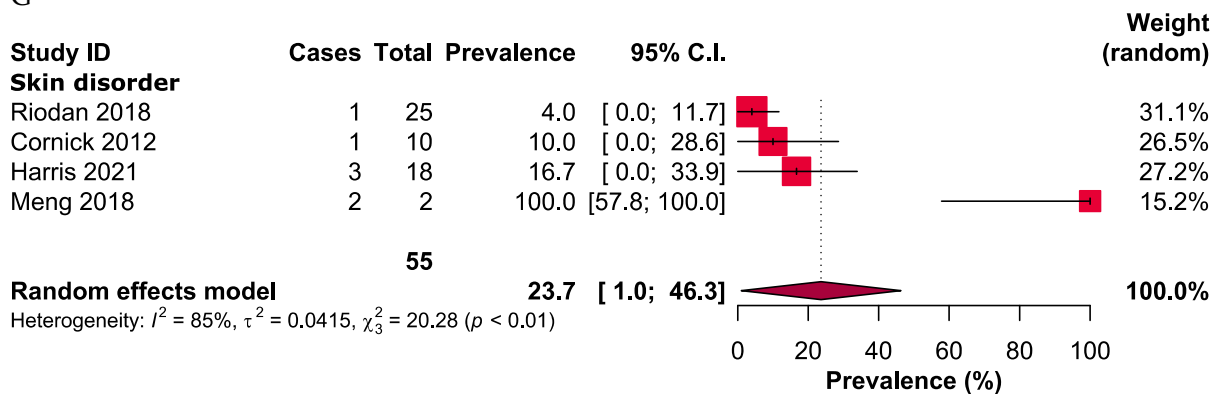 G
Weight
Study ID Cases Total Prevalence 95% C.I. (random)
Skin disorder
Riodan 2018 1 25 4.0 [ 0.0; 11.7] 31.1%
Cornick 2012 1 10 10.0 [ 0.0; 28.6] 26.5%
Harris 2021 3 18 16.7 [ 0.0; 33.9] 27.2%
Meng 2018 2 2 100.0 [57.8; 100.0] 15.2%
55
Random effects model 23.7 [ 1.0; 46.3] 100.0%
Heterogeneity: I² = 85%, τ² = 0.0415, χ²₃ = 20.28 (p < 0.01)
0 20 40 60 80 100
Prevalence (%)